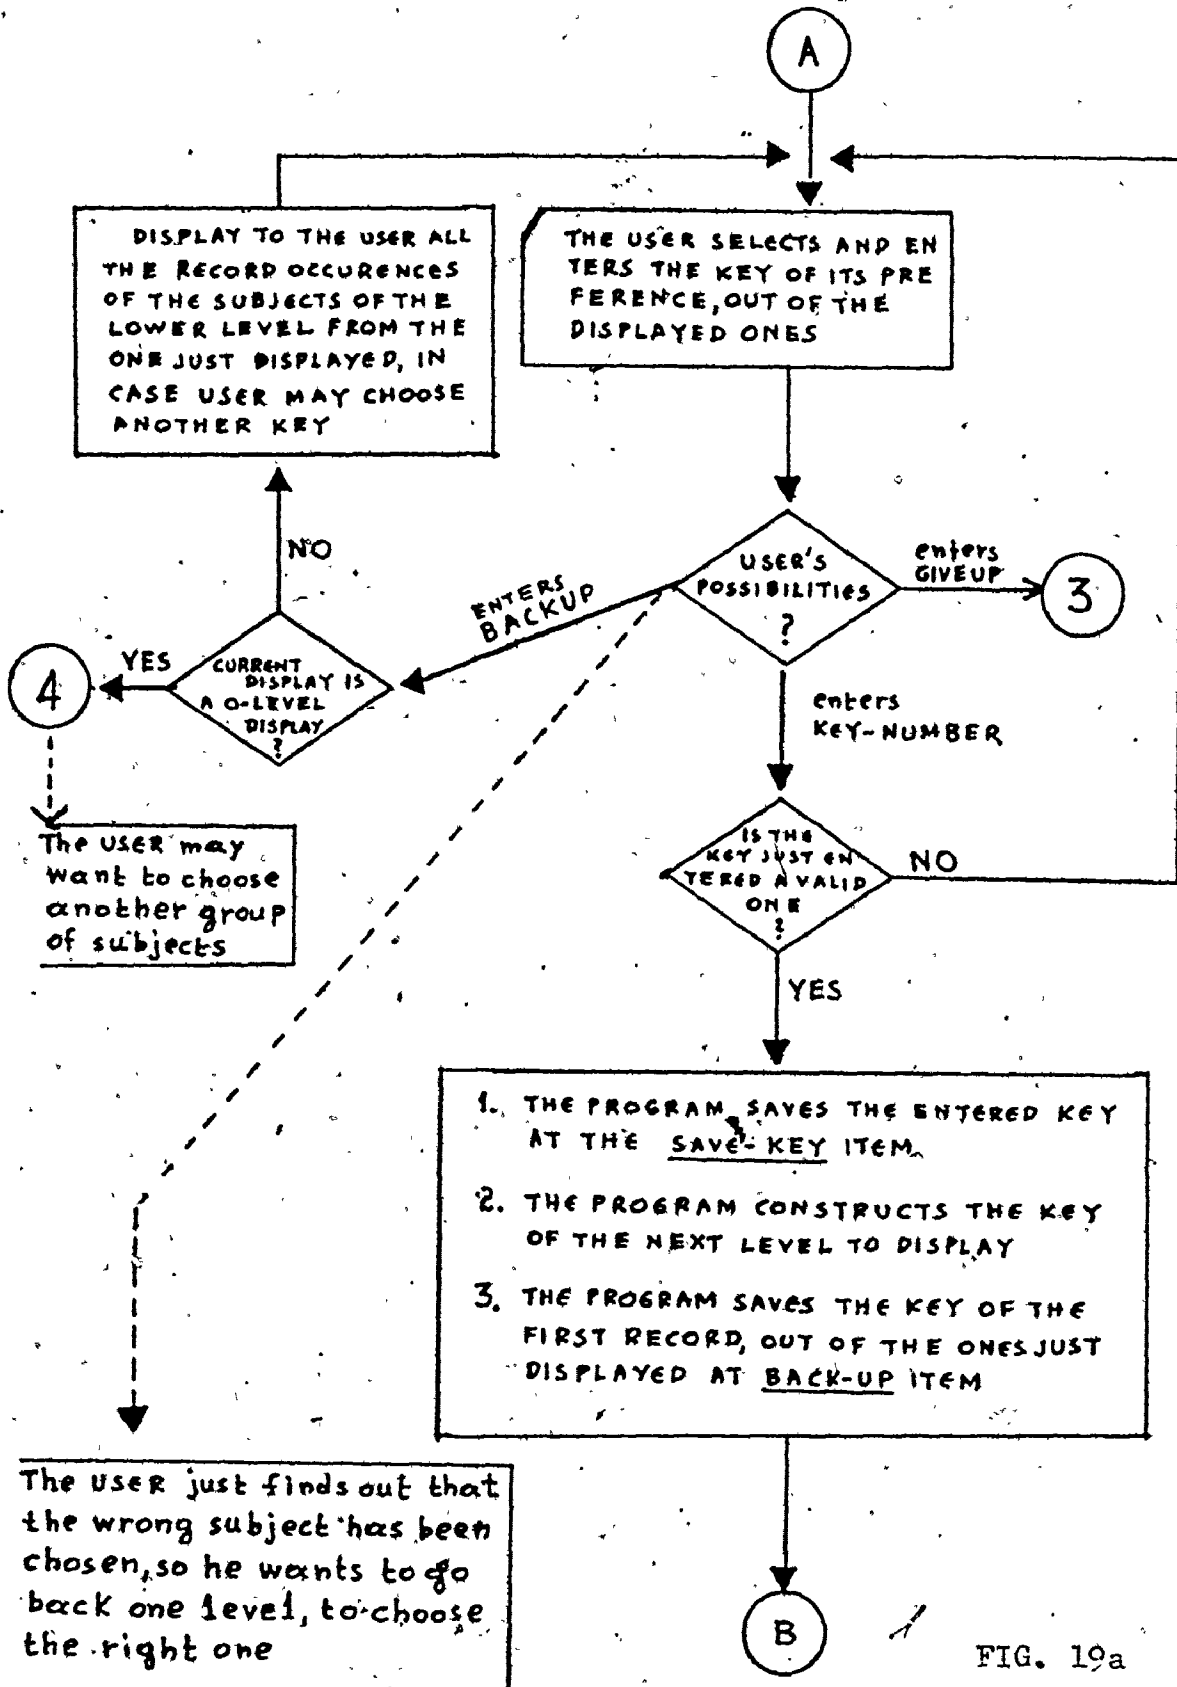 A
DISPLAY TO THE USER ALL
THE RECORD OCCURENCES
OF THE SUBJECTS OF THE
LOWER LEVEL FROM THE
ONE JUST DISPLAYED, IN
CASE USER MAY CHOOSE
ANOTHER KEY
THE USER SELECTS AND EN
TERS THE KEY OF ITS PRE
FERENCE, OUT OF THE
DISPLAYED ONES
NO
USER'S
POSSIBILITIES
?
enters
GIVEUP
3
ENTERS
BACKUP
4
YES
CURRENT
DISPLAY IS
A 0-LEVEL
DISPLAY
?
enters
KEY-NUMBER
The USER may
want to choose
another group
of subjects
IS THE
KEY JUST EN
TERED A VALID
ONE
?
NO
YES
1. THE PROGRAM SAVES THE ENTERED KEY
AT THE SAVE-KEY ITEM.
2. THE PROGRAM CONSTRUCTS THE KEY
OF THE NEXT LEVEL TO DISPLAY
3. THE PROGRAM SAVES THE KEY OF THE
FIRST RECORD, OUT OF THE ONES JUST
DISPLAYED AT BACK-UP ITEM
The USER just finds out that
the wrong subject has been
chosen, so he wants to go
back one level, to choose
the right one
B
FIG. 19a